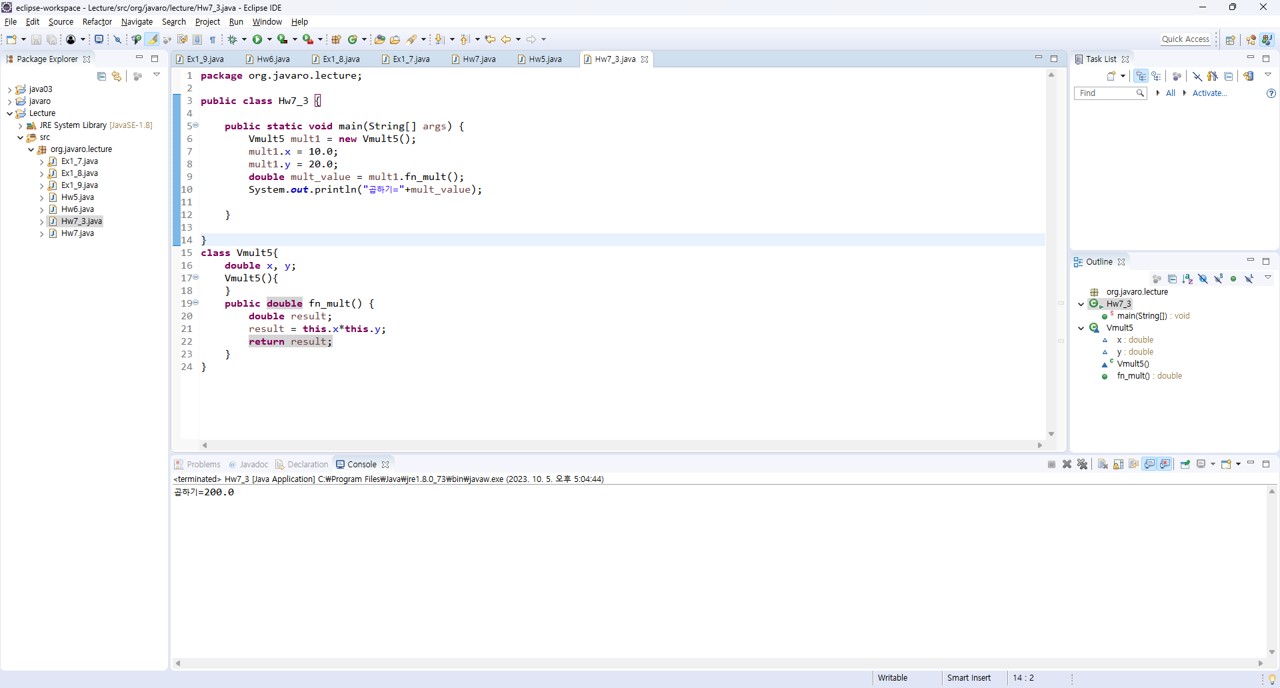 eclipse-workspace - Lecture/src/org/javaro/lecture/Hw7_3.java - Eclipse IDE
File Edit Source Refactor Navigate Search Project Run Window Help
Quick Access
Package Explorer
java03
javaro
Lecture
JRE System Library [JavaSE-1.8]
src
org.javaro.lecture
Ex1_7.java
Ex1_8.java
Ex1_9.java
Hw5.java
Hw6.java
Hw7_3.java
Hw7.java
Ex1_9.java Hw6.java Ex1_8.java Ex1_7.java Hw7.java Hw5.java Hw7_3.java
1 package org.javaro.lecture;
2
3 public class Hw7_3 {
4
5 public static void main(String[] args) {
6 Vmult5 mult1 = new Vmult5();
7 mult1.x = 10.0;
8 mult1.y = 20.0;
9 double mult_value = mult1.fn_mult();
10 System.out.println("곱하기="+mult_value);
11
12 }
13
14 }
15 class Vmult5{
16 double x, y;
17 Vmult5(){
18 }
19 public double fn_mult() {
20 double result;
21 result = this.x*this.y;
22 return result;
23 }
24 }
Task List
Find All Activate...
Outline
org.javaro.lecture
Hw7_3
main(String[]) : void
Vmult5
x : double
y : double
Vmult5()
fn_mult() : double
Problems Javadoc Declaration Console
<terminated> Hw7_3 [Java Application] C:₩Program Files₩Java₩jre1.8.0_73₩bin₩javaw.exe (2023. 10. 5. 오후 5:04:44)
곱하기=200.0
Writable Smart Insert 14 : 2